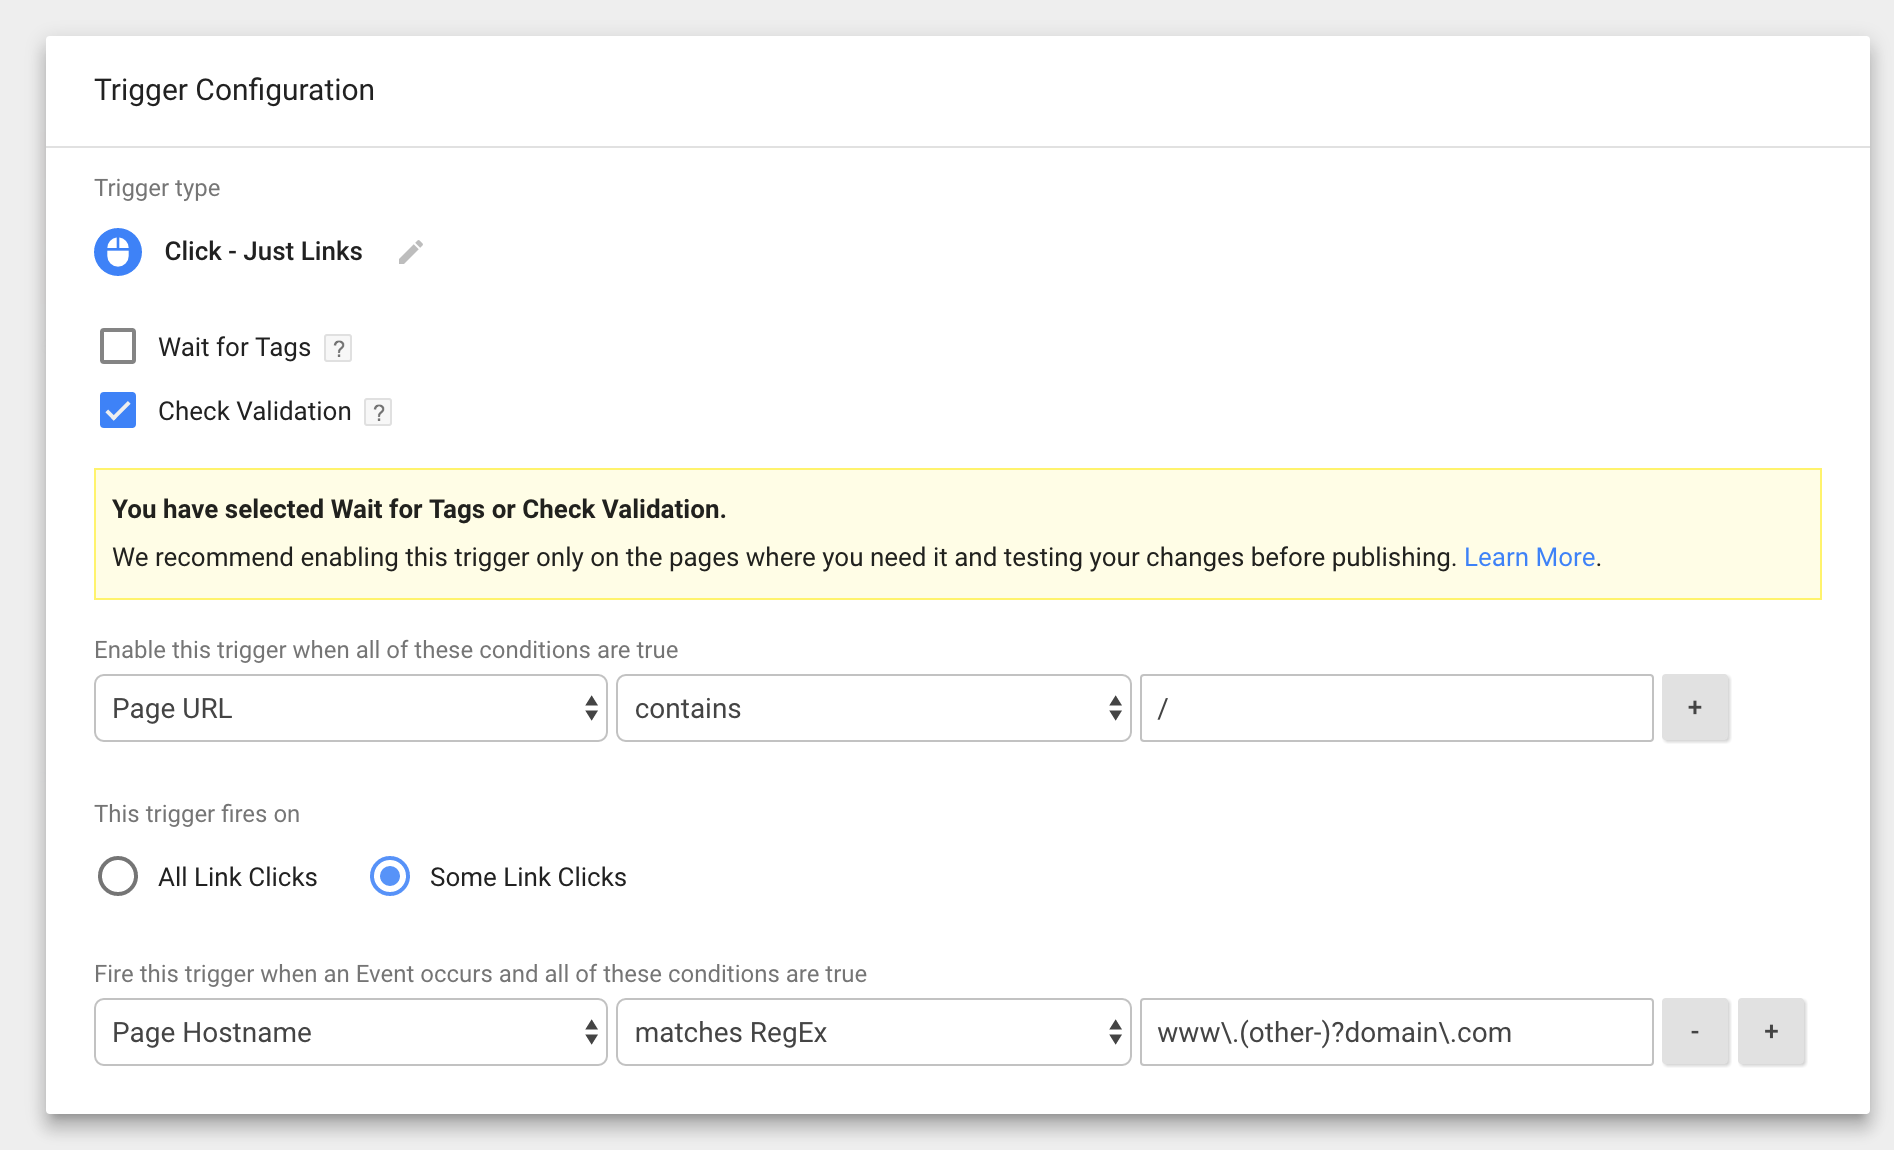 Trigger Configuration
Trigger type
Click - Just Links
Wait for Tags ?
Check Validation ?
You have selected Wait for Tags or Check Validation.
We recommend enabling this trigger only on the pages where you need it and testing your changes before publishing. Learn More.
Enable this trigger when all of these conditions are true
Page URL contains / +
This trigger fires on
All Link Clicks Some Link Clicks
Fire this trigger when an Event occurs and all of these conditions are true
Page Hostname matches RegEx www\.(other-)?domain\.com - +